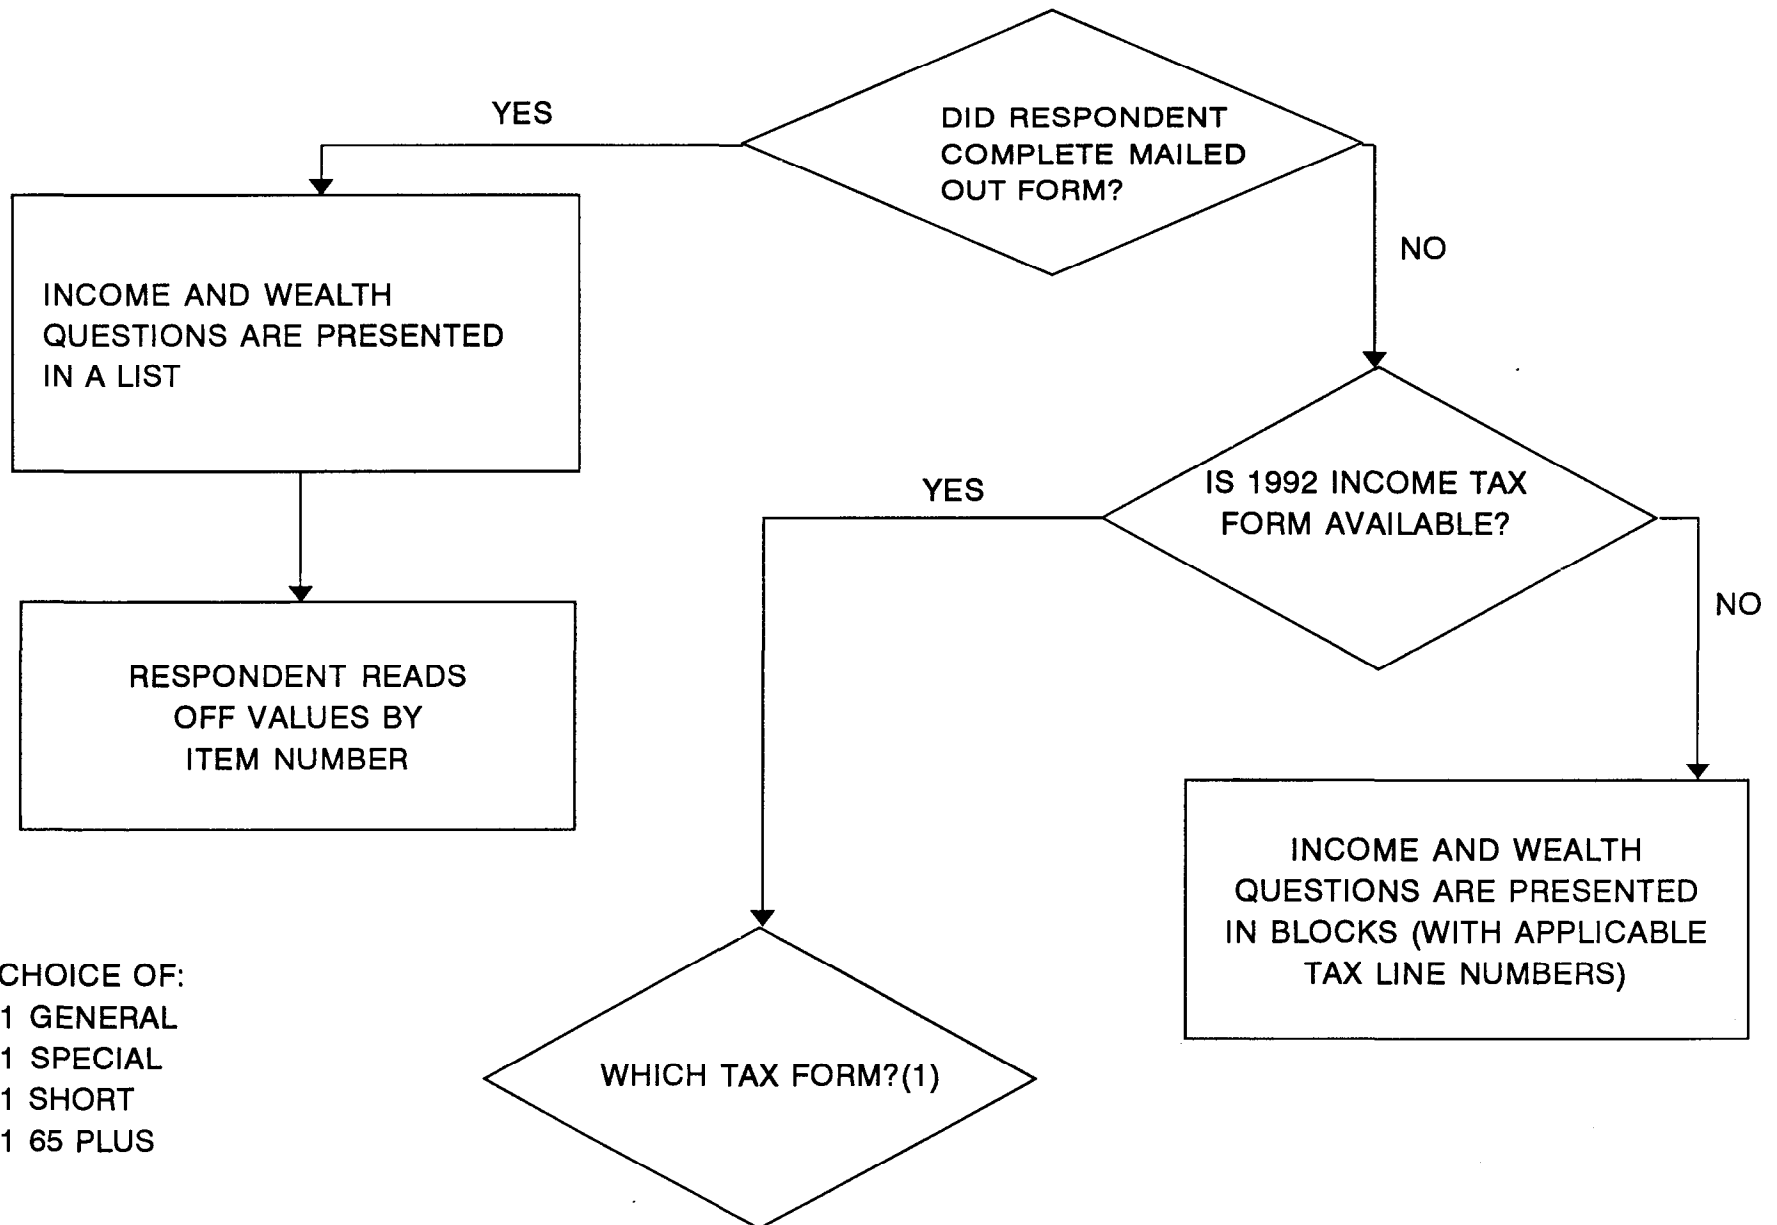 YES
DID RESPONDENT
COMPLETE MAILED
OUT FORM?
NO
INCOME AND WEALTH
QUESTIONS ARE PRESENTED
IN A LIST
YES
IS 1992 INCOME TAX
FORM AVAILABLE?
NO
RESPONDENT READS
OFF VALUES BY
ITEM NUMBER
INCOME AND WEALTH
QUESTIONS ARE PRESENTED
IN BLOCKS (WITH APPLICABLE
TAX LINE NUMBERS)
CHOICE OF:
1 GENERAL
1 SPECIAL
1 SHORT
1 65 PLUS
WHICH TAX FORM?(1)